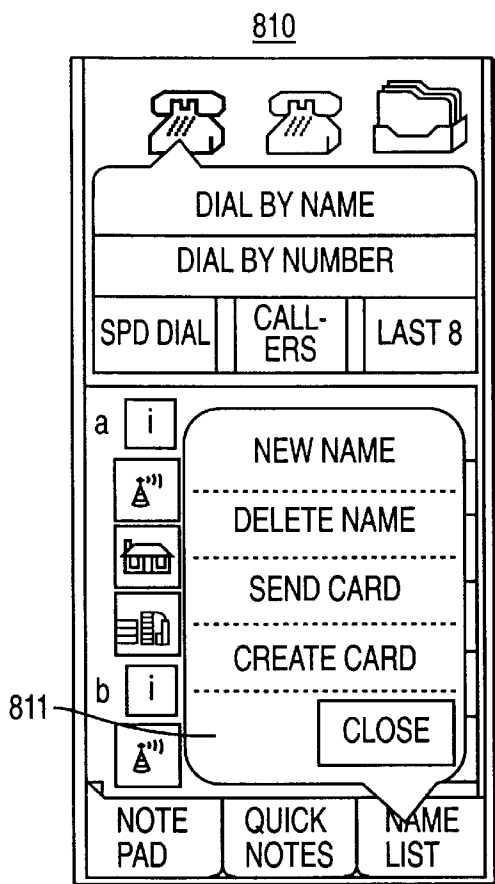 810
DIAL BY NAME
DIAL BY NUMBER
SPD DIAL
CALL-
ERS
LAST 8
a
i
NEW NAME
DELETE NAME
SEND CARD
CREATE CARD
b
i
811
CLOSE
NOTE
PAD
QUICK
NOTES
NAME
LIST